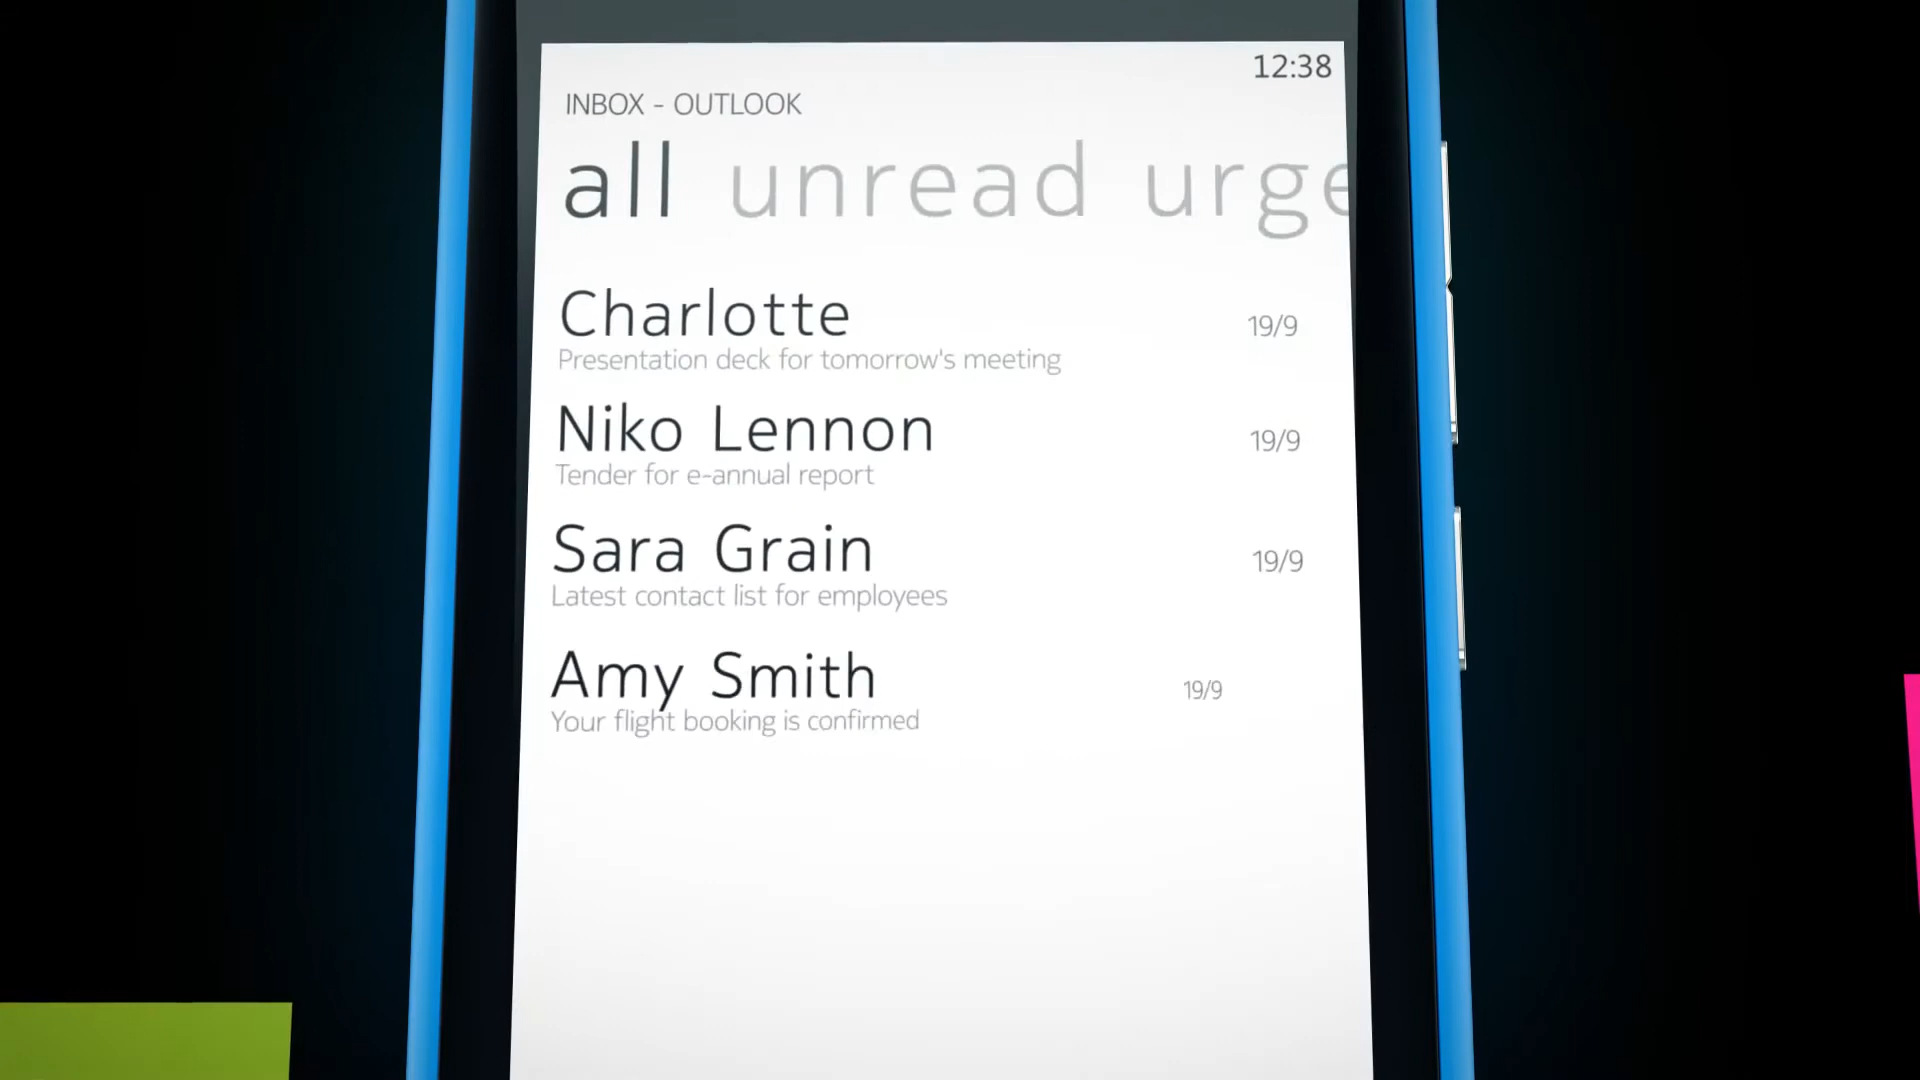 12:38
INBOX - OUTLOOK
all unread urge
Charlotte 19/9
Presentation deck for tomorrow's meeting
Niko Lennon 19/9
Tender for e-annual report
Sara Grain 19/9
Latest contact list for employees
Amy Smith 19/9
Your flight booking is confirmed